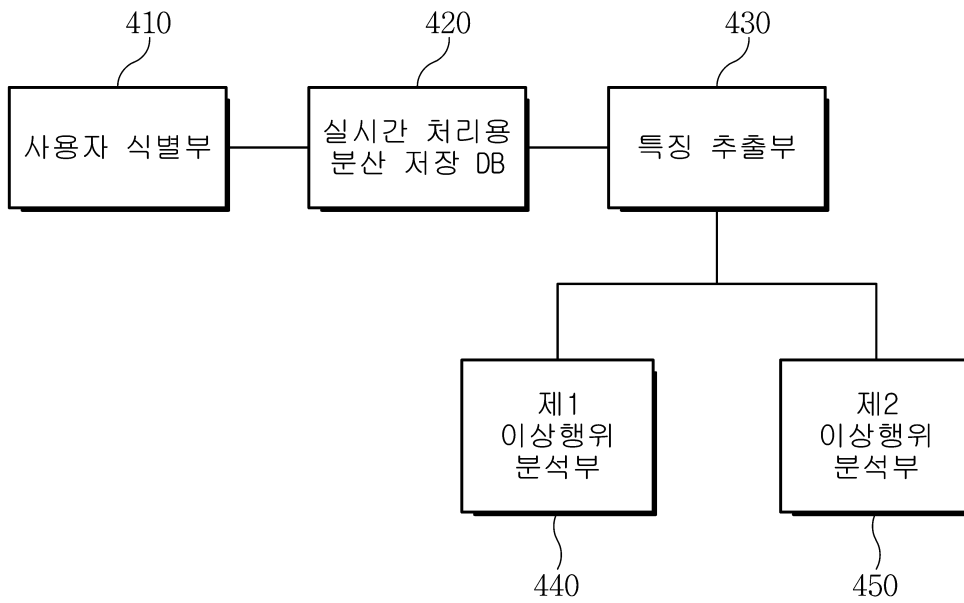 410
420
430
사용자 식별부
실시간 처리용
분산 저장 DB
특징 추출부
제1
이상행위
분석부
제2
이상행위
분석부
440
450